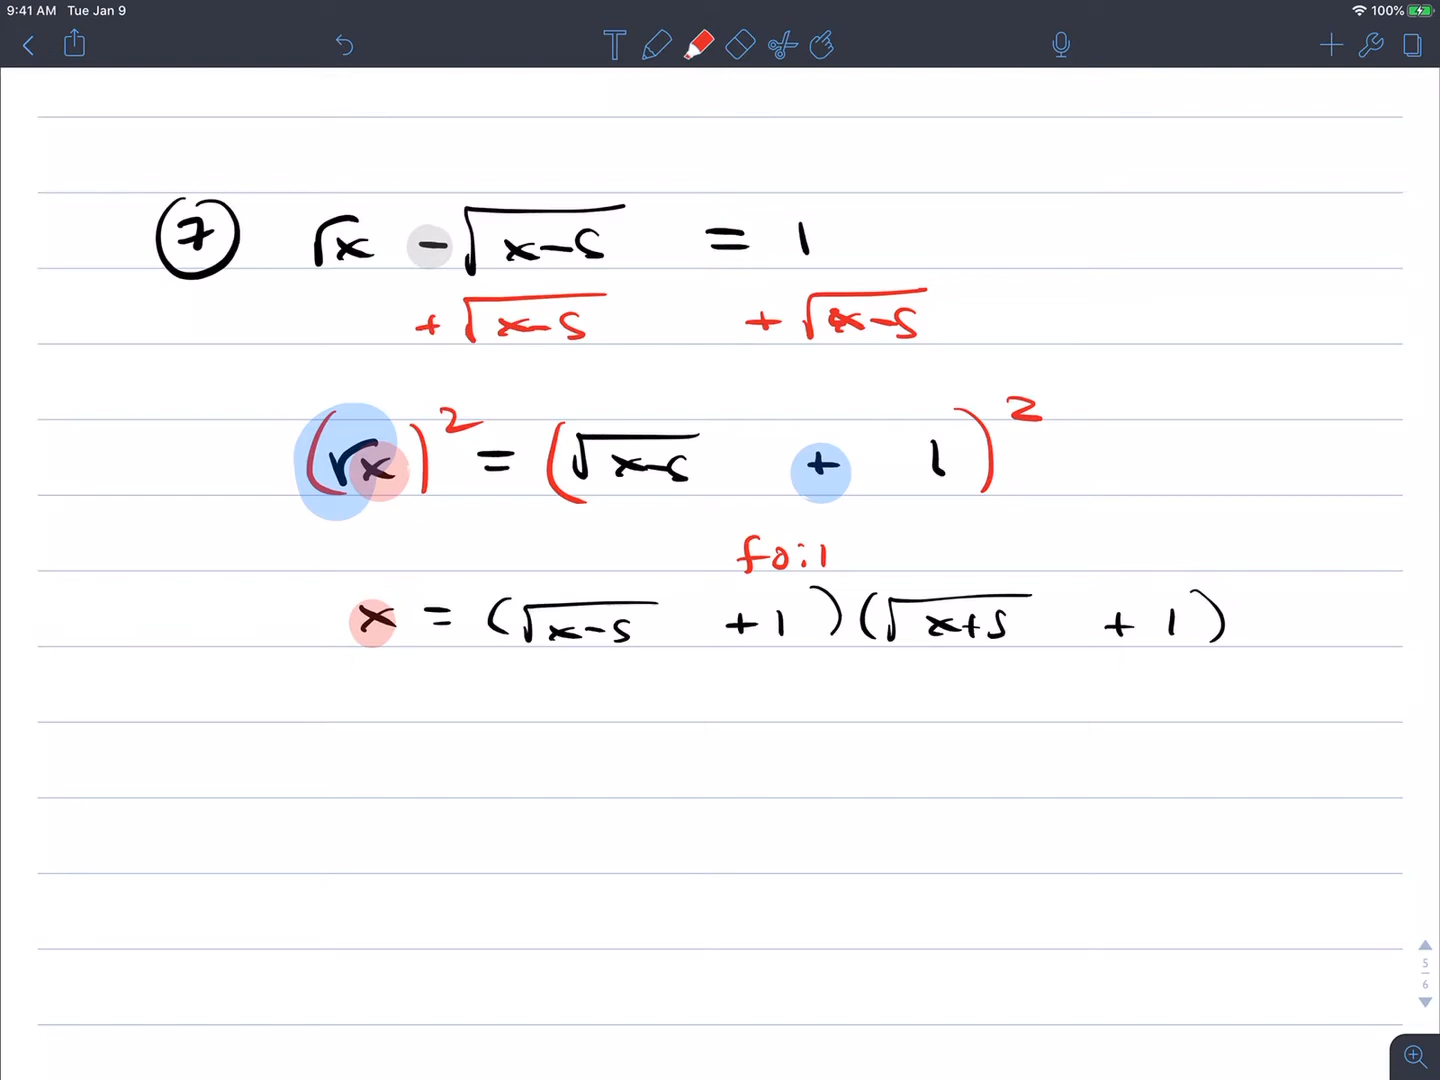 9:41 AM Tue Jan 9 100%
T
7 √x − √(x−5) = 1
+ √(x−5) + √(x−5)
(√x)² = (√(x−5) + 1)²
foil
x = (√(x−5) + 1)(√(x+5) + 1)
5
6